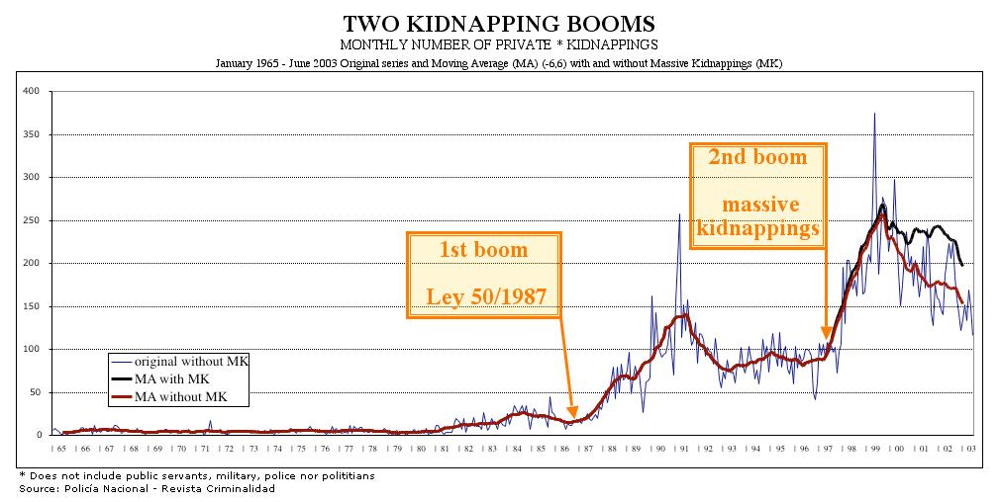 TWO KIDNAPPING BOOMS
MONTHLY NUMBER OF PRIVATE * KIDNAPPINGS
January 1965 - June 2003 Original series and Moving Average (MA) (-6,6) with and without Massive Kidnappings (MK)
400
350
300
250
200
150
100
50
0
2nd boom
massive
kidnappings
1st boom
Ley 50/1987
original without MK
MA with MK
MA without MK
65 66 67 68 69 70 71 72 73 74 75 76 77 78 79 80 81 82 83 84 85 86 87 88 89 90 91 92 93 94 95 96 97 98 99 00 01 02 03
* Does not include public servants, military, police nor polititians
Source: Policía Nacional - Revista Criminalidad